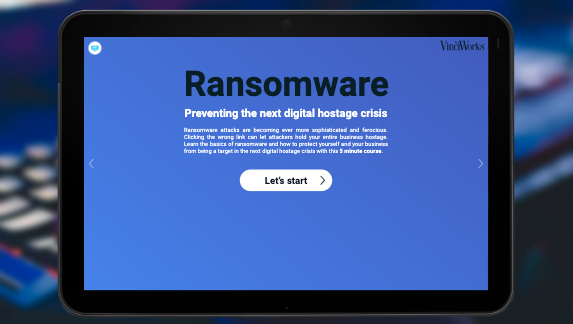 VinciWorks
Ransomware
Preventing the next digital hostage crisis
Ransomware attacks are becoming ever more sophisticated and ferocious.
Clicking the wrong link can let attackers hold your entire business hostage.
Learn the basics of ransomware and how to protect yourself and your business
from being a target in the next digital hostage crisis with this 5 minute course.
Let's start